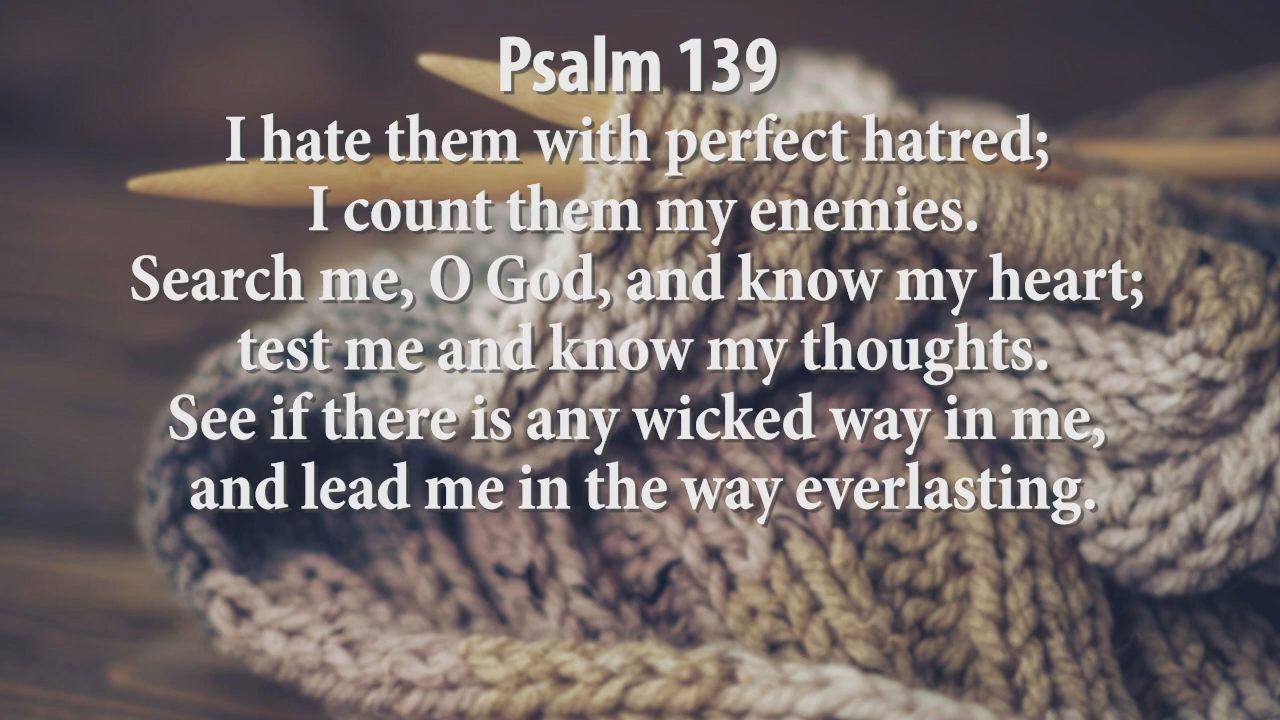 Psalm 139
I hate them with perfect hatred;
I count them my enemies.
Search me, O God, and know my heart;
test me and know my thoughts.
See if there is any wicked way in me,
and lead me in the way everlasting.